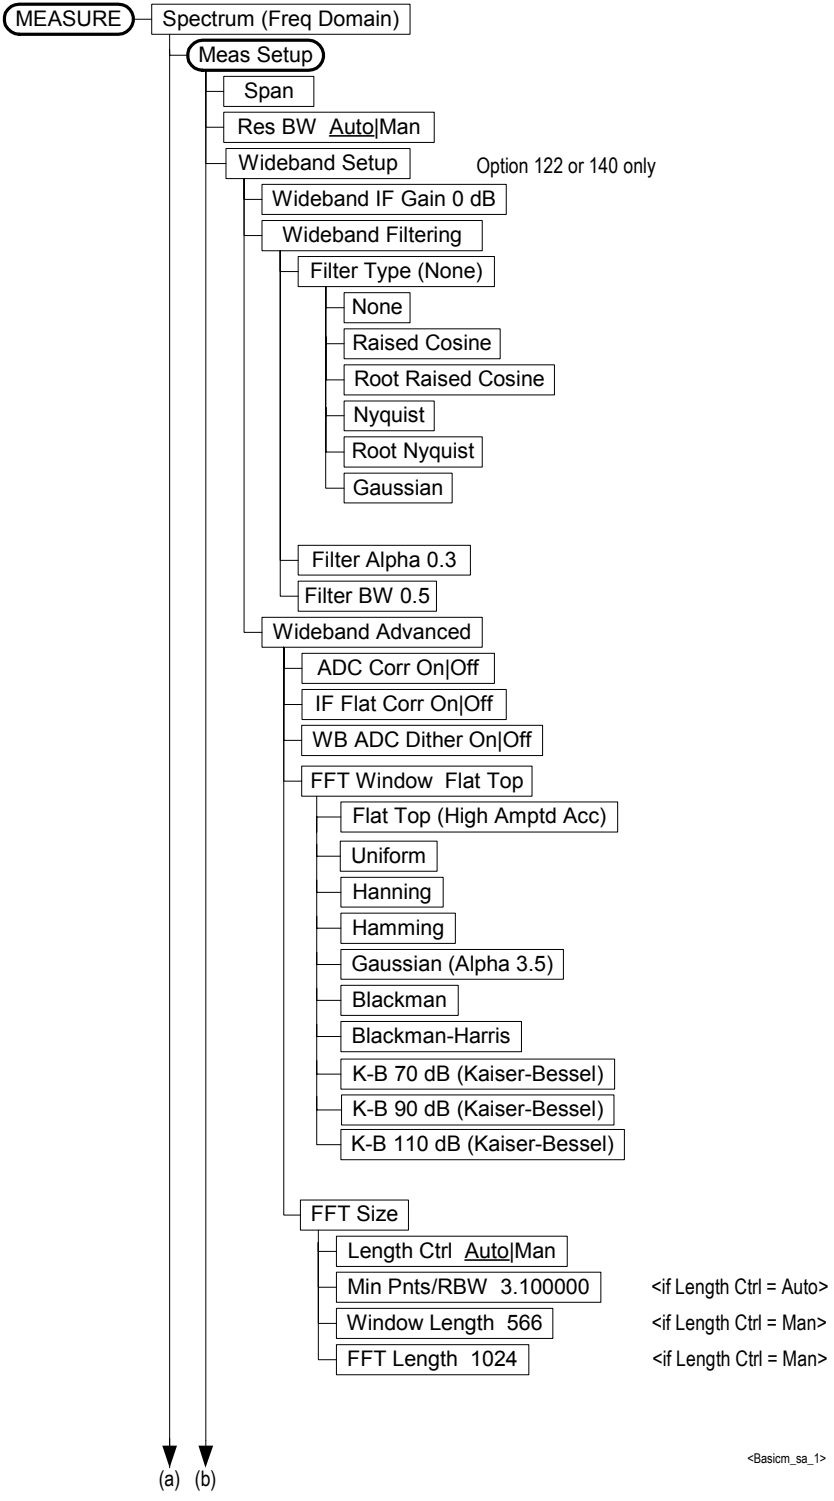 MEASURE
Spectrum (Freq Domain)
Meas Setup
Span
Res BW Auto|Man
Wideband Setup
Option 122 or 140 only
Wideband IF Gain 0 dB
Wideband Filtering
Filter Type (None)
None
Raised Cosine
Root Raised Cosine
Nyquist
Root Nyquist
Gaussian
Filter Alpha 0.3
Filter BW 0.5
Wideband Advanced
ADC Corr On|Off
IF Flat Corr On|Off
WB ADC Dither On|Off
FFT Window Flat Top
Flat Top (High Amptd Acc)
Uniform
Hanning
Hamming
Gaussian (Alpha 3.5)
Blackman
Blackman-Harris
K-B 70 dB (Kaiser-Bessel)
K-B 90 dB (Kaiser-Bessel)
K-B 110 dB (Kaiser-Bessel)
FFT Size
Length Ctrl Auto|Man
Min Pnts/RBW 3.100000 <if Length Ctrl = Auto>
Window Length 566 <if Length Ctrl = Man>
FFT Length 1024 <if Length Ctrl = Man>
<Basicm_sa_1>
(a) (b)